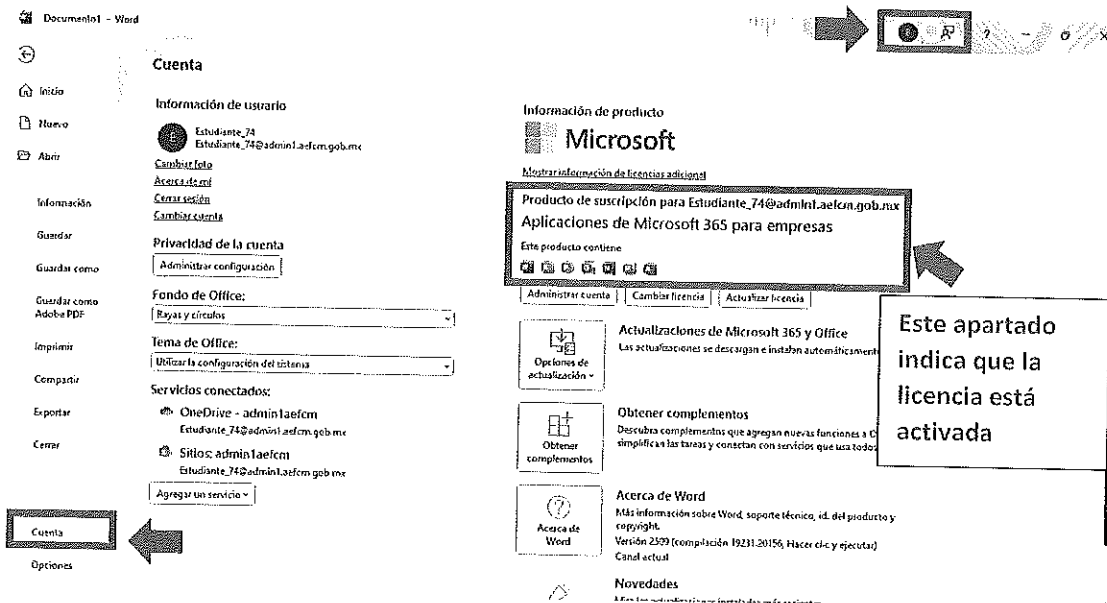 Documento1 - Word
?
Cuenta
Inicio
Nuevo
Abrir
Información
Guardar
Guardar como
Guardar como
Adobe PDF
Imprimir
Compartir
Exportar
Cerrar
Cuenta
Opciones
Información de usuario
E
Estudiante_74
Estudiante_74@admin1.aefcm.gob.mx
Cambiar foto
Acerca de mí
Cerrar sesión
Cambiar cuenta
Privacidad de la cuenta
Administrar configuración
Fondo de Office:
Rayas y círculos
Tema de Office:
Utilizar la configuración del sistema
Servicios conectados:
OneDrive - admin1aefcm
Estudiante_74@admin1.aefcm.gob.mx
Sitios: admin1aefcm
Estudiante_74@admin1.aefcm.gob.mx
Agregar un servicio
Información de producto
Microsoft
Mostrar información de licencias adicional
Producto de suscripción para Estudiante_74@admin1.aefcm.gob.mx
Aplicaciones de Microsoft 365 para empresas
Este producto contiene
Administrar cuenta
Cambiar licencia
Actualizar licencia
Opciones de
actualización
Actualizaciones de Microsoft 365 y Office
Las actualizaciones se descargan e instalan automáticament
Obtener
complementos
Obtener complementos
Descubra complementos que agregan nuevas funciones a
simplifican las tareas y conectan con servicios que usa todos
Acerca de
Word
Acerca de Word
Más información sobre Word, soporte técnico, id. del producto y
copyright.
Versión 2509 (compilación 19231.20156, Hacer clic y ejecutar)
Canal actual
Novedades
Este apartado
indica que la
licencia está
activada